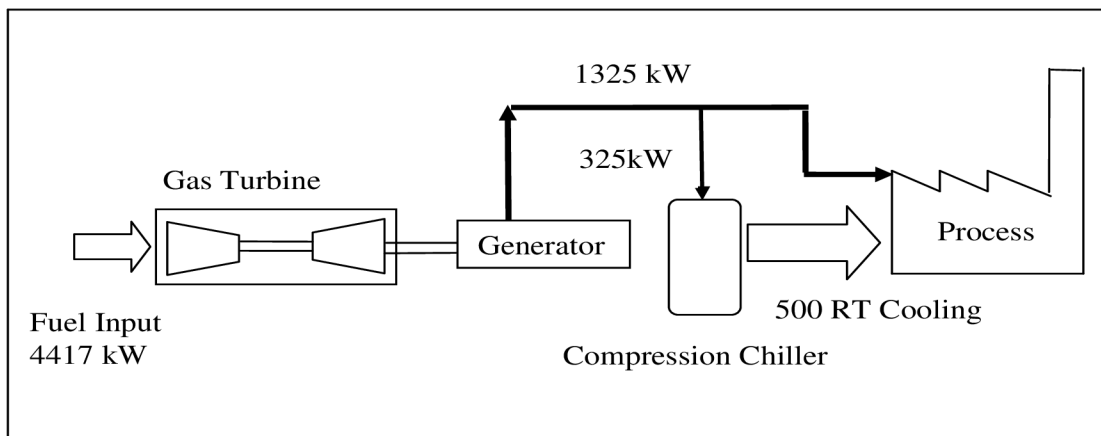 1325 kW
325kW
Gas Turbine
Generator
Process
Fuel Input
4417 kW
500 RT Cooling
Compression Chiller